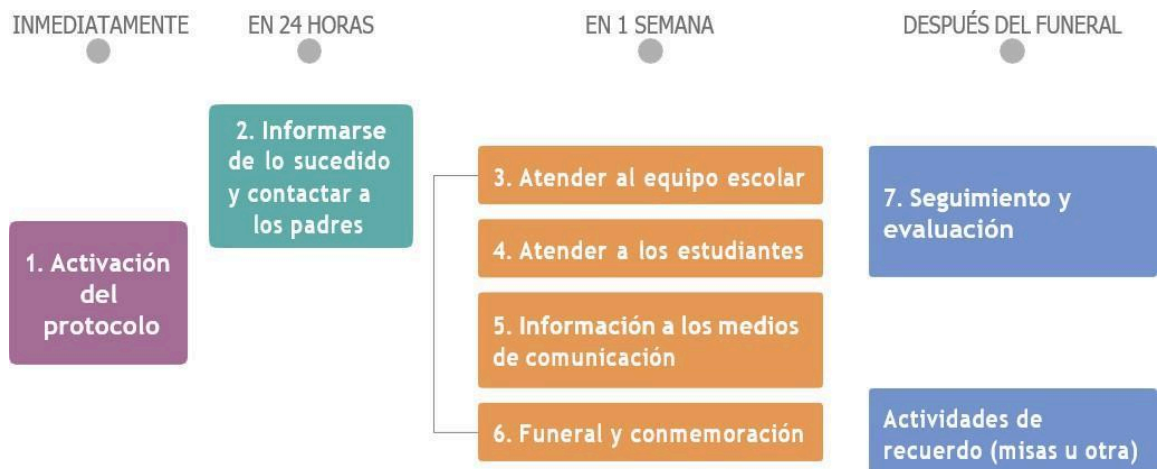 INMEDIATAMENTE
EN 24 HORAS
EN 1 SEMANA
DESPUÉS DEL FUNERAL
1. Activación
del
protocolo
2. Informarse
de lo sucedido
y contactar a
los padres
3. Atender al equipo escolar
4. Atender a los estudiantes
5. Información a los medios
de comunicación
6. Funeral y conmemoración
7. Seguimiento y
evaluación
Actividades de
recuerdo (misas u otra)